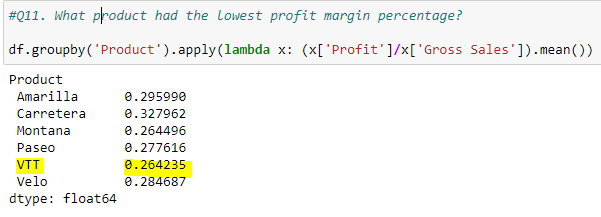 #Q11. What product had the lowest profit margin percentage?
df.groupby('Product').apply(lambda x: (x['Profit']/x['Gross Sales']).mean())
Product
Amarilla 0.295990
Carretera 0.327962
Montana 0.264496
Paseo 0.277616
VTT 0.264235
Velo 0.284687
dtype: float64